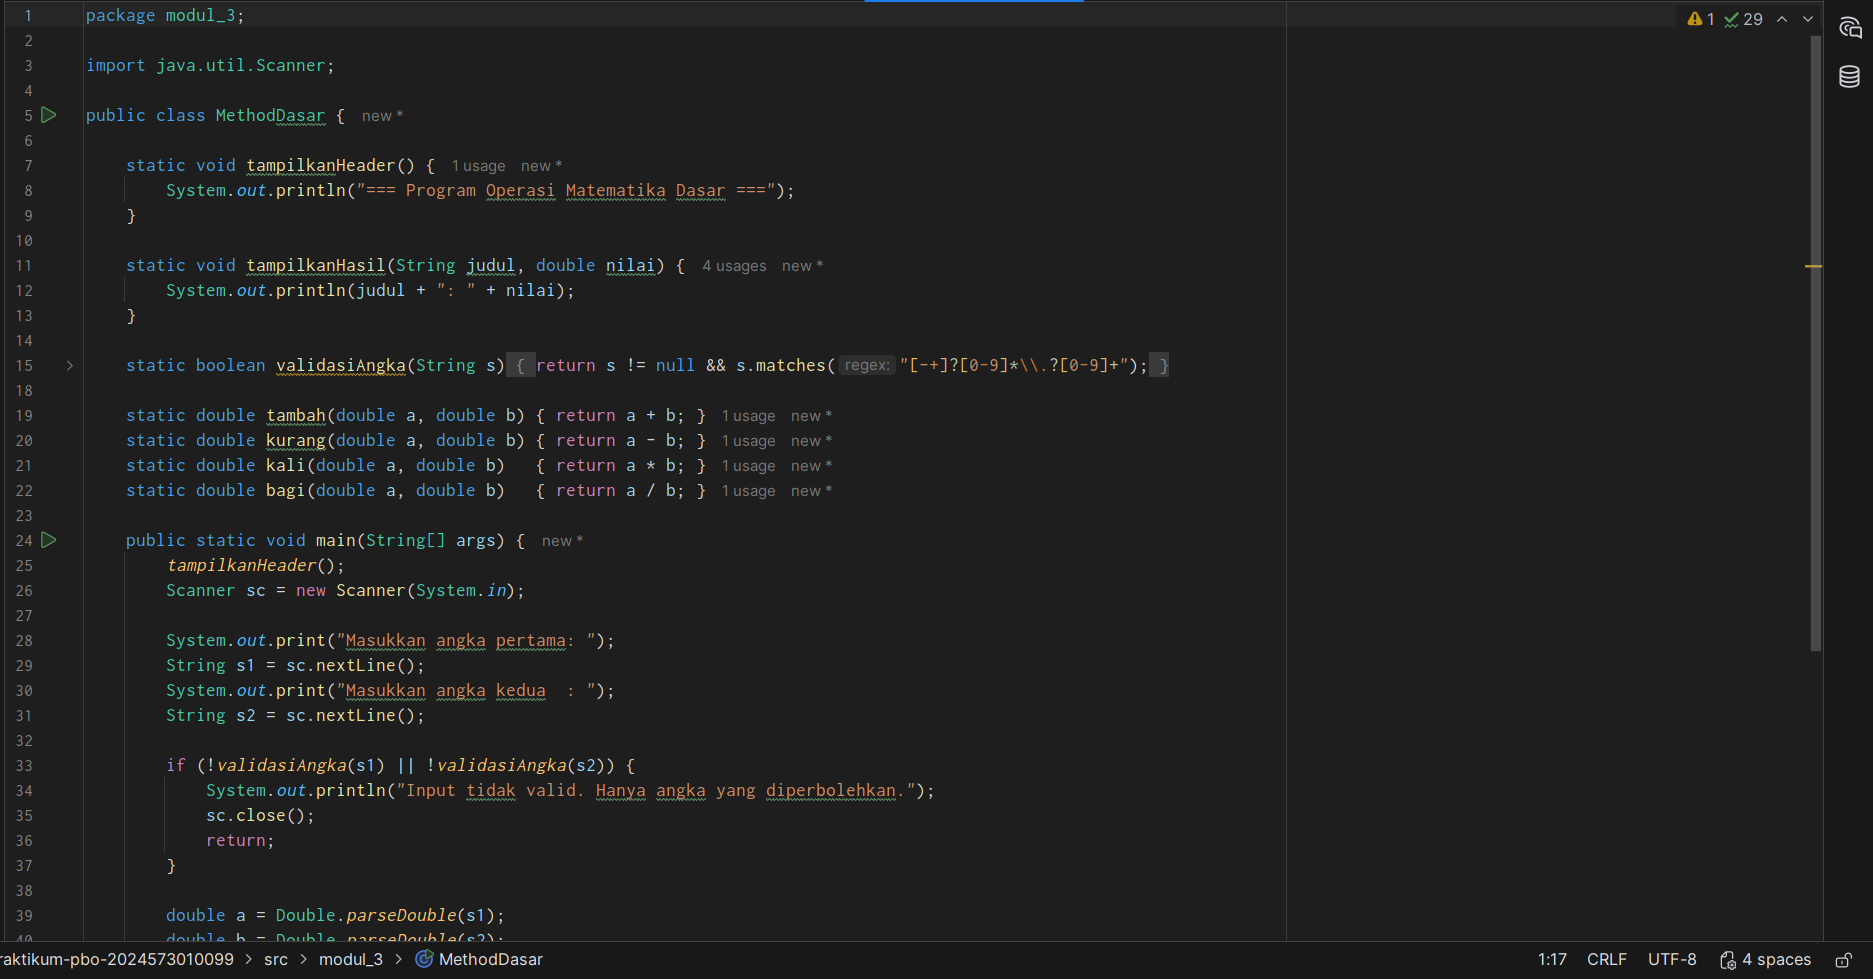 1 package modul_3;
2
3 import java.util.Scanner;
4
5 public class MethodDasar { new *
6
7 static void tampilkanHeader() { 1 usage new *
8 System.out.println("=== Program Operasi Matematika Dasar ===");
9 }
10
11 static void tampilkanHasil(String judul, double nilai) { 4 usages new *
12 System.out.println(judul + ": " + nilai);
13 }
14
15 static boolean validasiAngka(String s) { return s != null && s.matches( regex: "[-+]?[0-9]*\\.?[0-9]+"); }
18
19 static double tambah(double a, double b) { return a + b; } 1 usage new *
20 static double kurang(double a, double b) { return a - b; } 1 usage new *
21 static double kali(double a, double b) { return a * b; } 1 usage new *
22 static double bagi(double a, double b) { return a / b; } 1 usage new *
23
24 public static void main(String[] args) { new *
25 tampilkanHeader();
26 Scanner sc = new Scanner(System.in);
27
28 System.out.print("Masukkan angka pertama: ");
29 String s1 = sc.nextLine();
30 System.out.print("Masukkan angka kedua  : ");
31 String s2 = sc.nextLine();
32
33 if (!validasiAngka(s1) || !validasiAngka(s2)) {
34 System.out.println("Input tidak valid. Hanya angka yang diperbolehkan.");
35 sc.close();
36 return;
37 }
38
39 double a = Double.parseDouble(s1);
40 double b = Double.parseDouble(s2);
1 29
raktikum-pbo-2024573010099 > src > modul_3 > MethodDasar 1:17 CRLF UTF-8 4 spaces